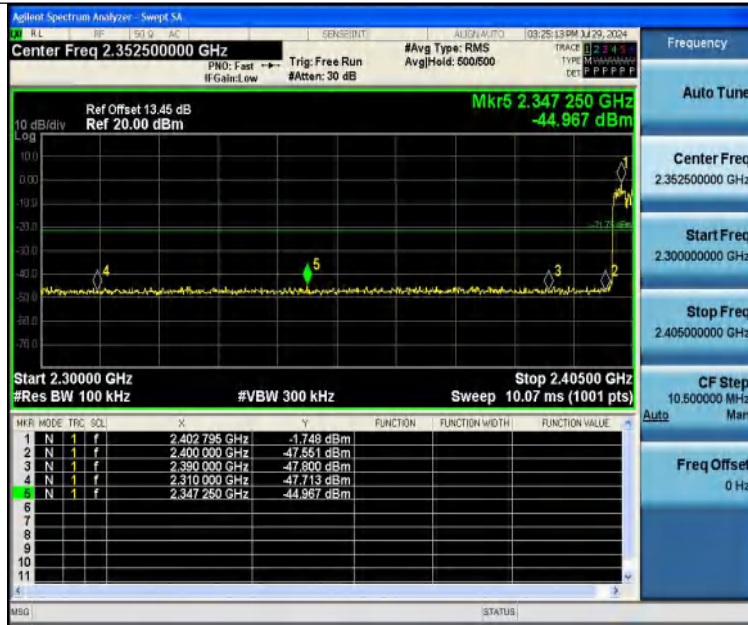 Agilent Spectrum Analyzer - Swept SA
RL RF 50 Ω AC SENSE:INT ALIGN AUTO 03:25:13 PM Jul 29, 2024
Center Freq 2.352500000 GHz
PNO: Fast
IFGain:Low
Trig: Free Run
#Atten: 30 dB
#Avg Type: RMS
Avg|Hold: 500/500
TRACE 1 2 3 4 5 6
TYPE M
DET P P P P P P
Ref Offset 13.45 dB
10 dB/div Ref 20.00 dBm
Log
Mkr5 2.347 250 GHz
-44.967 dBm
10.0
0.00
-10.0
-20.0
-30.0
-40.0
-50.0
-60.0
-70.0
1
-21.75 dBm
4
5
3
2
Start 2.30000 GHz Stop 2.40500 GHz
#Res BW 100 kHz #VBW 300 kHz Sweep 10.07 ms (1001 pts)
MKR MODE TRC SCL X Y FUNCTION FUNCTION WIDTH FUNCTION VALUE
1 N 1 f 2.402 795 GHz -1.748 dBm
2 N 1 f 2.400 000 GHz -47.551 dBm
3 N 1 f 2.390 000 GHz -47.800 dBm
4 N 1 f 2.310 000 GHz -47.713 dBm
5 N 1 f 2.347 250 GHz -44.967 dBm
6
7
8
9
10
11
MSG STATUS
Frequency
Auto Tune
Center Freq
2.352500000 GHz
Start Freq
2.300000000 GHz
Stop Freq
2.405000000 GHz
CF Step
10.500000 MHz
Auto Man
Freq Offset
0 Hz